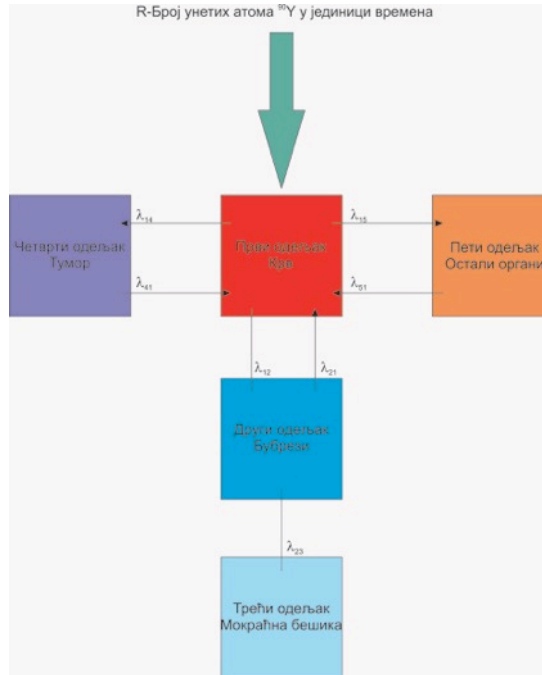 R-Број унетих атома ⁹⁰Y у јединици времена
λ₁₄
λ₁₅
Четврти одељак
Тумор
Први одељак
Крв
Пети одељак
Остали органи
λ₄₁
λ₅₁
λ₁₂
λ₂₁
Други одељак
Бубрези
λ₂₃
Трећи одељак
Мокраћна бешика